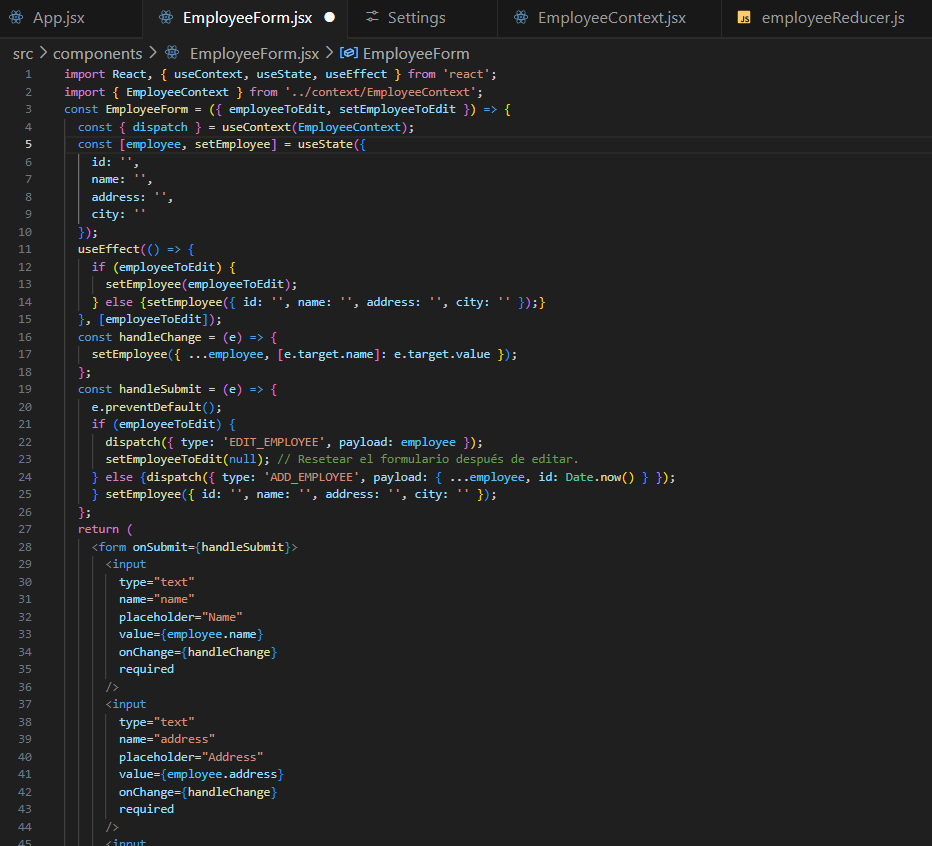 App.jsx EmployeeForm.jsx Settings EmployeeContext.jsx JS employeeReducer.js
src > components > EmployeeForm.jsx > EmployeeForm
1 import React, { useContext, useState, useEffect } from 'react';
2 import { EmployeeContext } from '../context/EmployeeContext';
3 const EmployeeForm = ({ employeeToEdit, setEmployeeToEdit }) => {
4 const { dispatch } = useContext(EmployeeContext);
5 const [employee, setEmployee] = useState({
6 id: '',
7 name: '',
8 address: '',
9 city: ''
10 });
11 useEffect(() => {
12 if (employeeToEdit) {
13 setEmployee(employeeToEdit);
14 } else {setEmployee({ id: '', name: '', address: '', city: '' });}
15 }, [employeeToEdit]);
16 const handleChange = (e) => {
17 setEmployee({ ...employee, [e.target.name]: e.target.value });
18 };
19 const handleSubmit = (e) => {
20 e.preventDefault();
21 if (employeeToEdit) {
22 dispatch({ type: 'EDIT_EMPLOYEE', payload: employee });
23 setEmployeeToEdit(null); // Resetear el formulario después de editar.
24 } else {dispatch({ type: 'ADD_EMPLOYEE', payload: { ...employee, id: Date.now() } });
25 } setEmployee({ id: '', name: '', address: '', city: '' });
26 };
27 return (
28 <form onSubmit={handleSubmit}>
29 <input
30 type="text"
31 name="name"
32 placeholder="Name"
33 value={employee.name}
34 onChange={handleChange}
35 required
36 />
37 <input
38 type="text"
39 name="address"
40 placeholder="Address"
41 value={employee.address}
42 onChange={handleChange}
43 required
44 />
45 <input